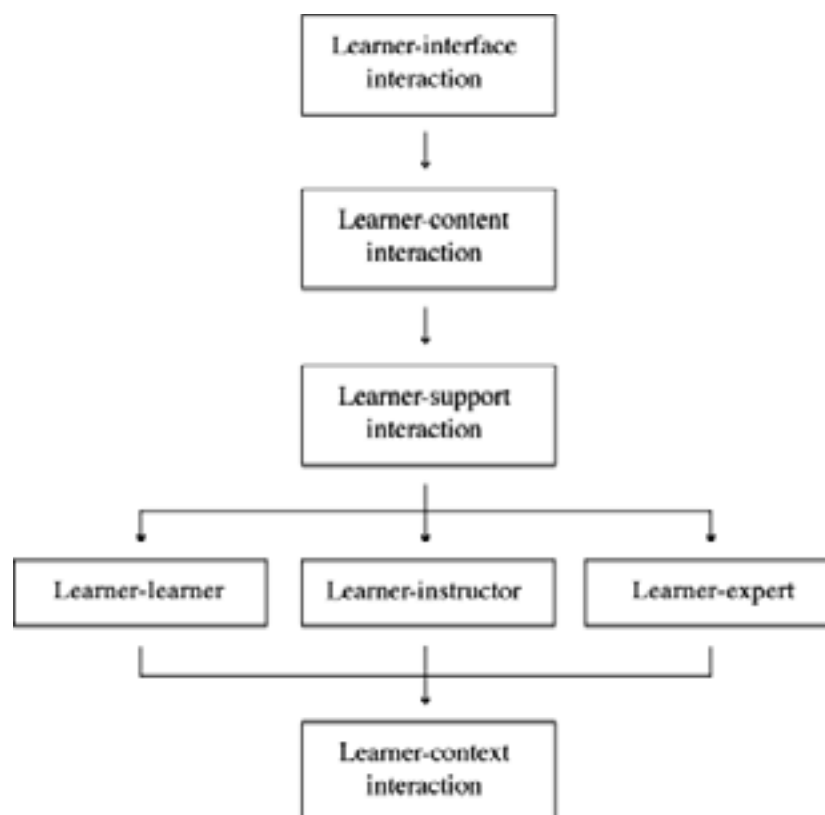 Learner-interface
interaction
Learner-content
interaction
Learner-support
interaction
Learner-learner
Learner-instructor
Learner-expert
Learner-context
interaction